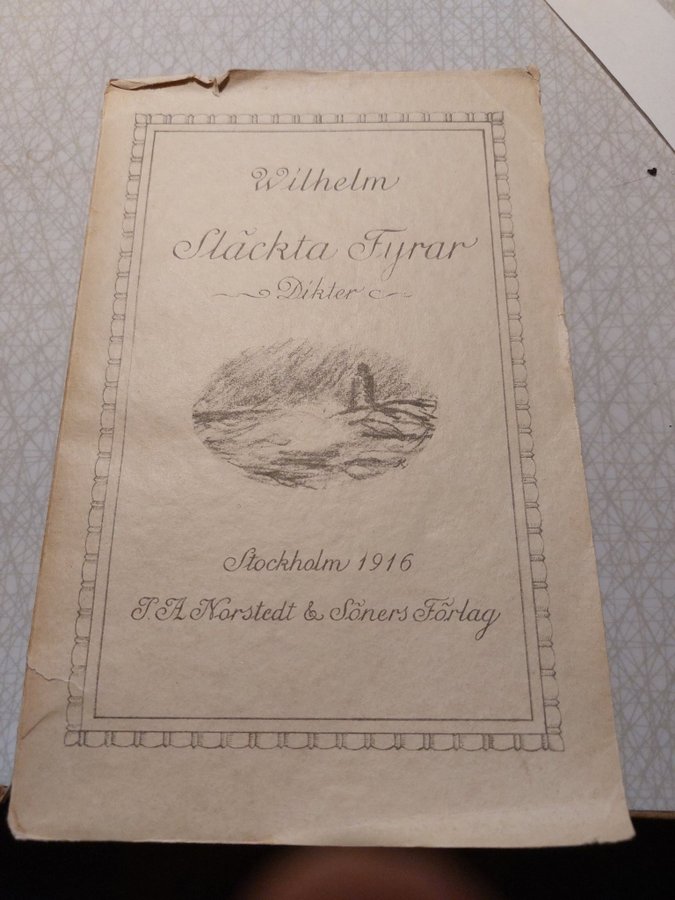 Wilhelm
Släckta Fyrar
Dikter
Stockholm 1916
P. A. Norstedt & Söners Förlag